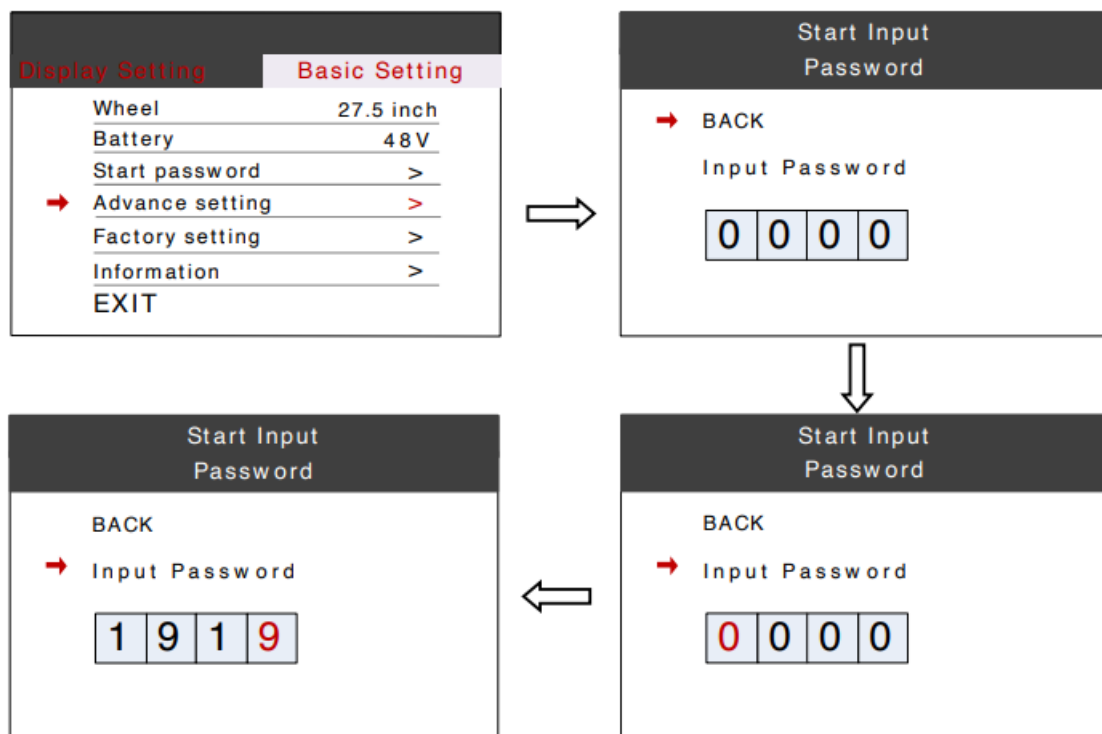 Display Setting Basic Setting
Wheel 27.5 inch
Battery 48V
Start password >
Advance setting >
Factory setting >
Information >
EXIT
Start Input
Password
BACK
Input Password
0 0 0 0
Start Input
Password
BACK
Input Password
0 0 0 0
Start Input
Password
BACK
Input Password
1 9 1 9